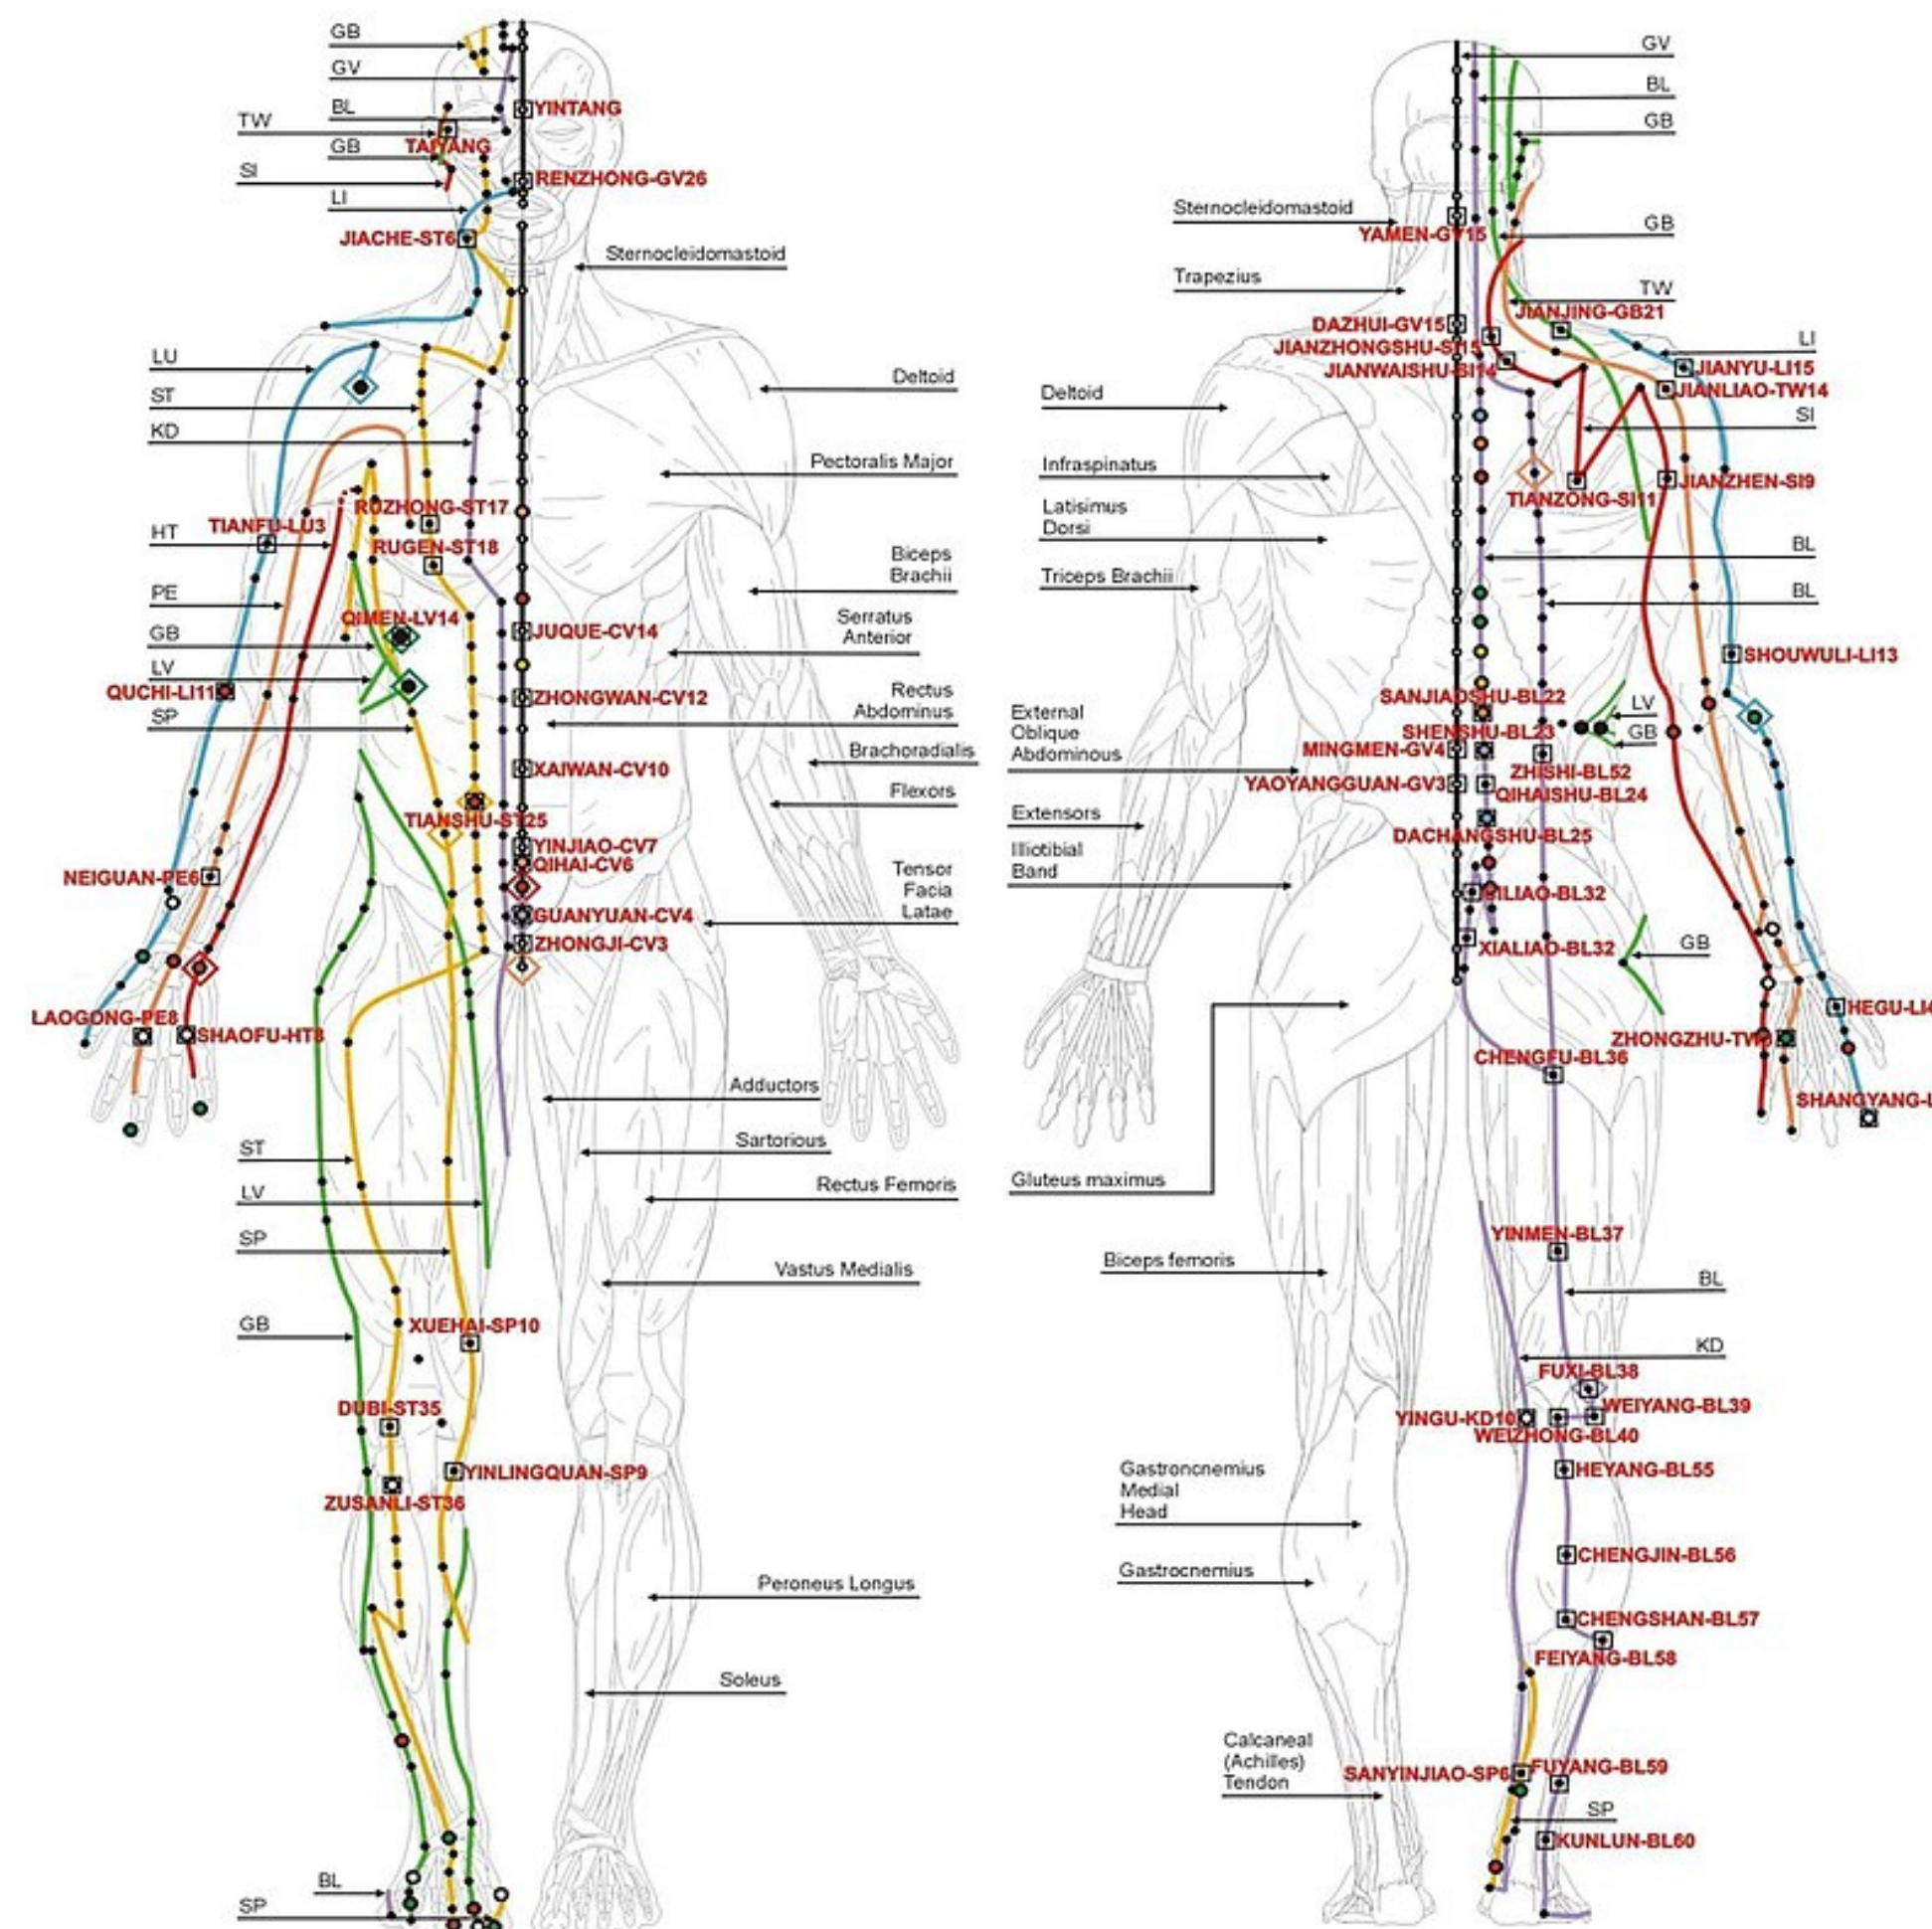 GB
GV
BL
YINTANG
TW
TAIYANG
GB
SI
RENZHONG-GV26
LI
JIACHE-ST6
Sternocleidomastoid
LU
Deltoid
ST
KD
Pectoralis Major
RUZHONG-ST17
TIANFU-LU3
HT
RUGEN-ST18
Biceps
Brachii
PE
QIMEN-LV14
Serratus
Anterior
JUQUE-CV14
GB
LV
QUCHI-LI11
Rectus
Abdominus
ZHONGWAN-CV12
SP
Brachoradialis
XAIWAN-CV10
Flexors
TIANSHU-ST25
YINJIAO-CV7
QIHAI-CV6
NEIGUAN-PE6
Tensor
Facia
Latae
GUANYUAN-CV4
ZHONGJI-CV3
LAOGONG-PE8
SHAOFU-HT8
Adductors
ST
Sartorious
LV
Rectus Femoris
SP
Vastus Medialis
GB
XUEHAI-SP10
DUBI-ST35
YINLINGQUAN-SP9
ZUSANLI-ST36
Peroneus Longus
Soleus
BL
SP
GV
BL
GB
Sternocleidomastoid
YAMEN-GV15
GB
Trapezius
TW
JIANJING-GB21
DAZHUI-GV15
JIANZHONGSHU-SI15
LI
JIANWAISHU-SI14
JIANYU-LI15
JIANLIAO-TW14
Deltoid
SI
Infraspinatus
JIANZHEN-SI9
TIANZONG-SI11
Latisimus
Dorsi
BL
Triceps Brachii
BL
SHOUWULI-LI13
SANJIAOSHU-BL22
LV
External
Oblique
Abdominous
SHENSHU-BL23
GB
MINGMEN-GV4
ZHISHI-BL52
YAOYANGGUAN-GV3
QIHAISHU-BL24
Extensors
DACHANGSHU-BL25
Illiotibial
Band
BILIAO-BL32
XIALIAO-BL32
GB
HEGU-LI4
ZHONGZHU-TW3
CHENGFU-BL36
SHANGYANG-L
Gluteus maximus
YINMEN-BL37
Biceps femoris
BL
KD
FUXI-BL38
WEIYANG-BL39
YINGU-KD10
WEIZHONG-BL40
Gastroncnemius
Medial
Head
HEYANG-BL55
CHENGJIN-BL56
Gastrocnemius
CHENGSHAN-BL57
FEIYANG-BL58
Calcaneal
(Achilles)
Tendon
SANYINJIAO-SP6
FUYANG-BL59
SP
KUNLUN-BL60